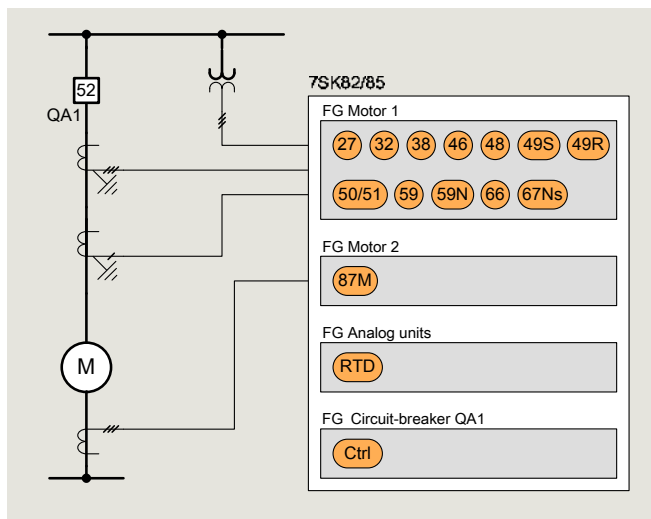 7SK82/85
52
QA1
FG Motor 1
27 32 38 46 48 49S 49R
50/51 59 59N 66 67Ns
FG Motor 2
87M
FG Analog units
RTD
M
FG Circuit-breaker QA1
Ctrl